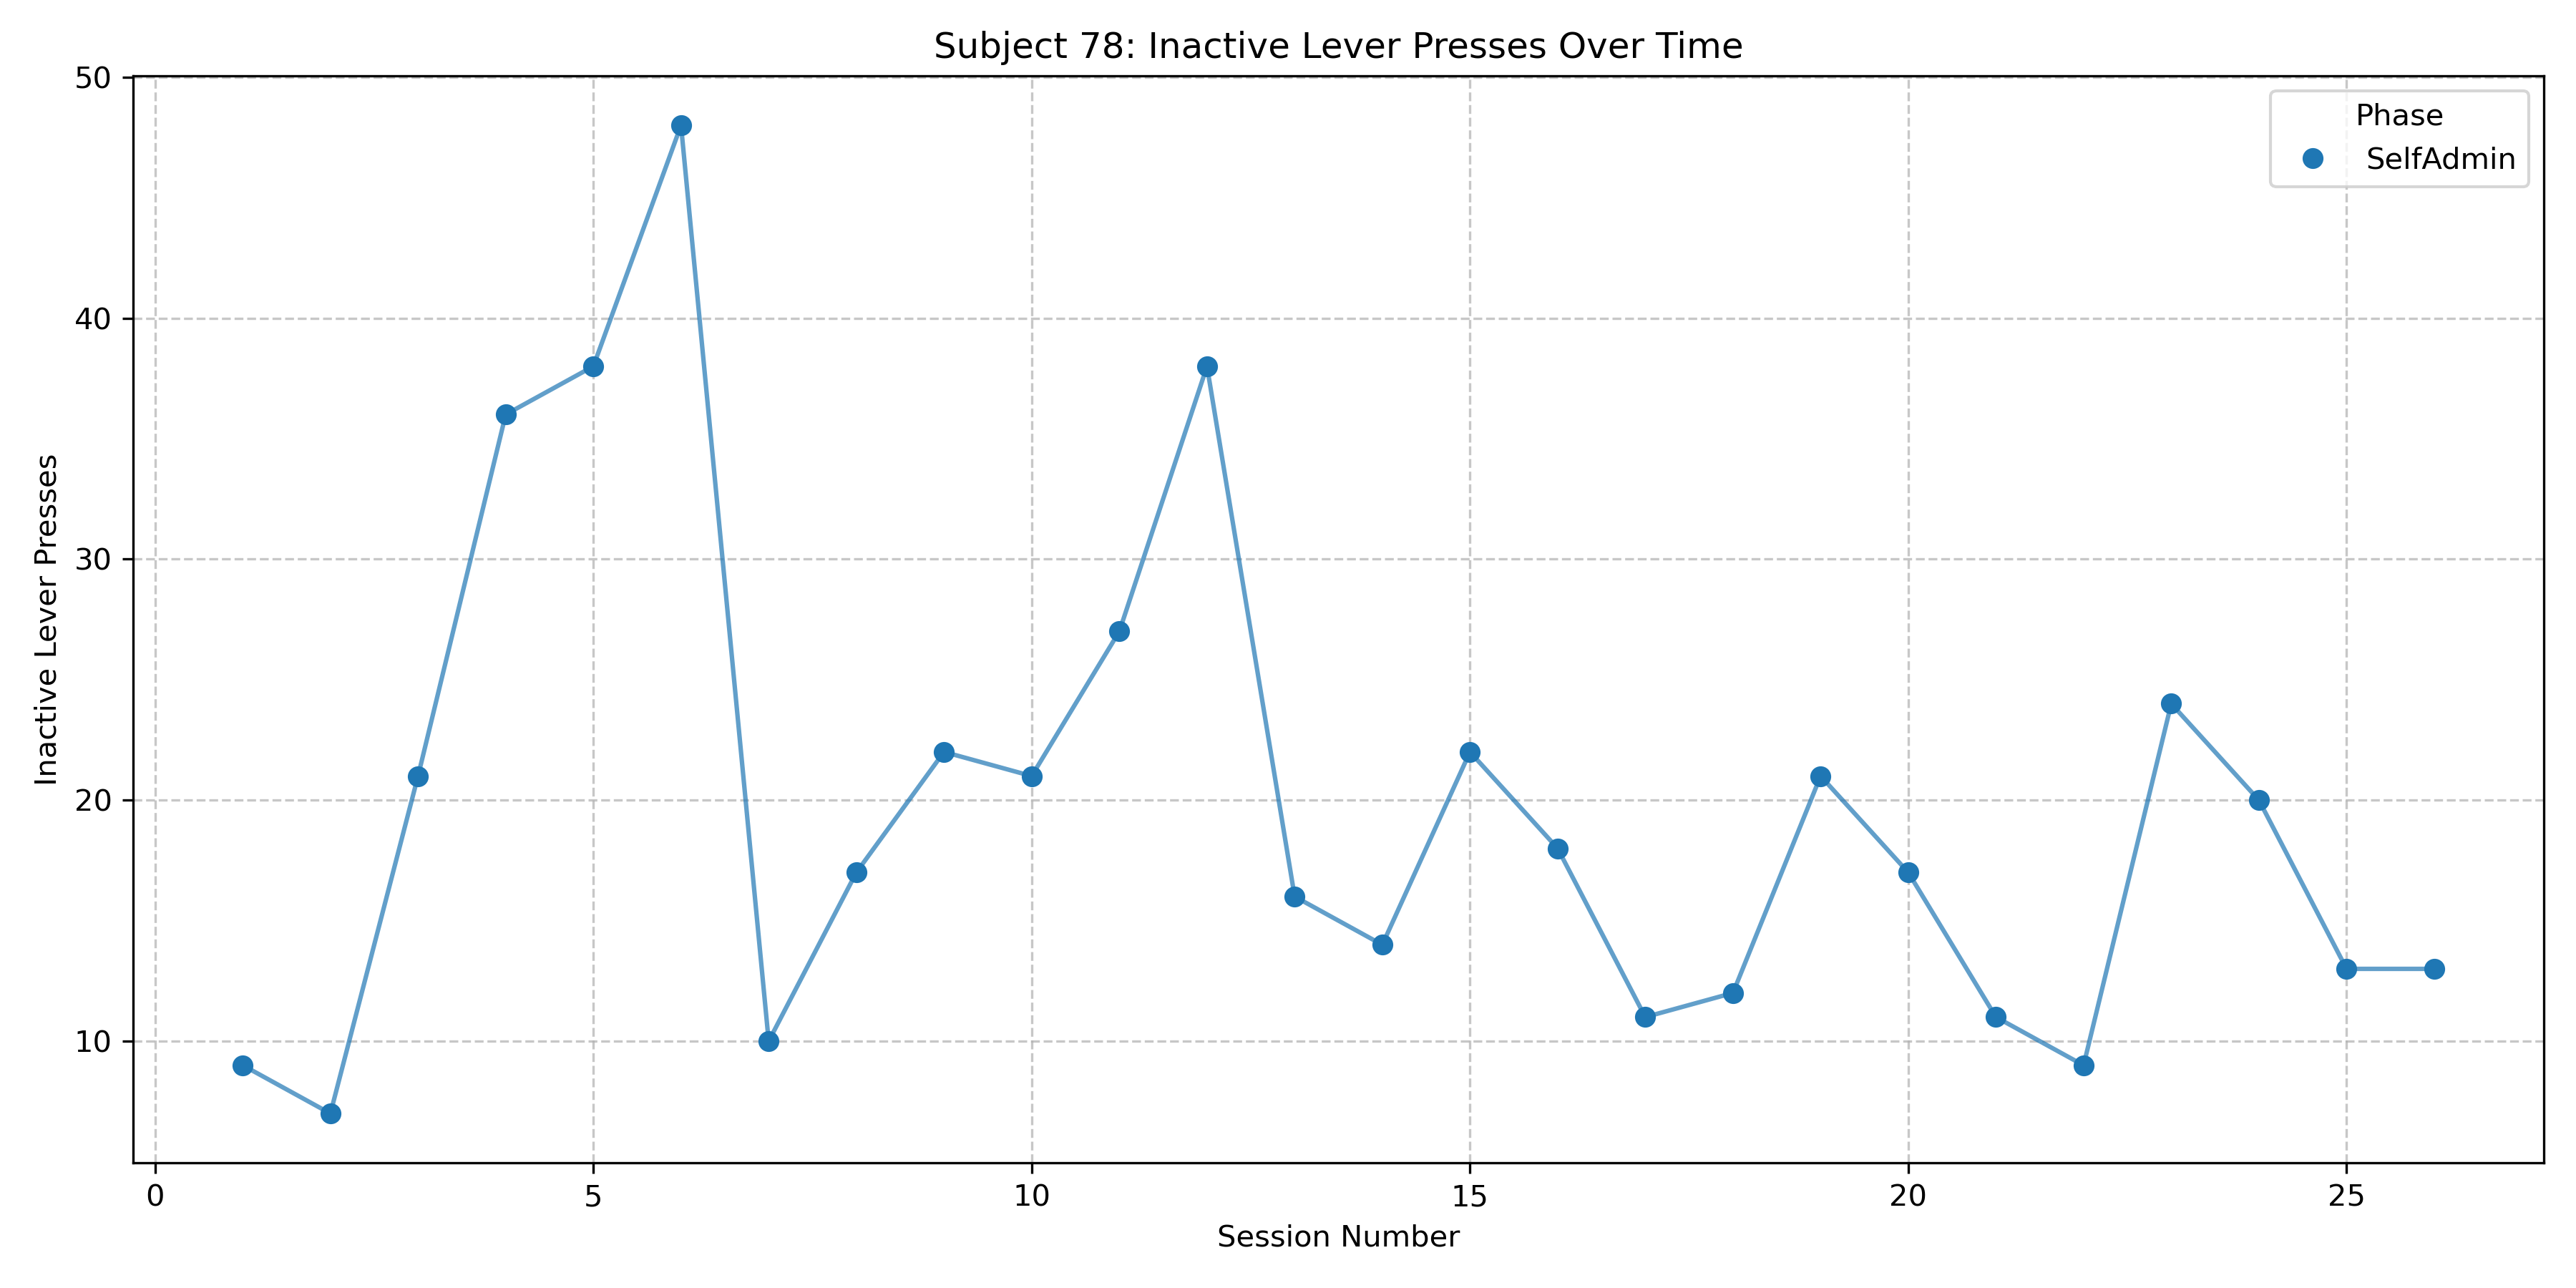 Subject 78: Inactive Lever Presses Over Time
Phase
SelfAdmin
Inactive Lever Presses
50
40
30
20
10
0 5 10 15 20 25
Session Number